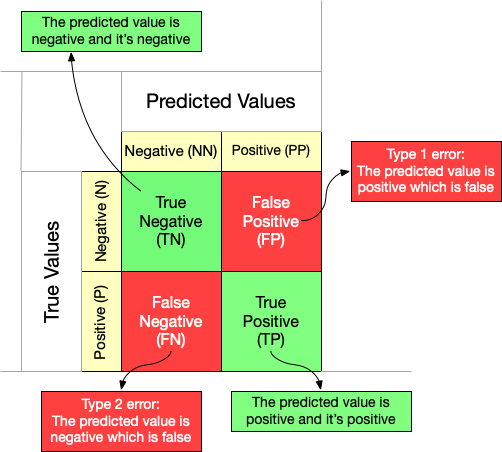 The predicted value is
negative and it's negative
Predicted Values
Negative (NN)
Positive (PP)
Type 1 error:
The predicted value is
positive which is false
True Values
Negative (N)
True
Negative
(TN)
False
Positive
(FP)
Positive (P)
False
Negative
(FN)
True
Positive
(TP)
Type 2 error:
The predicted value is
negative which is false
The predicted value is
positive and it's positive